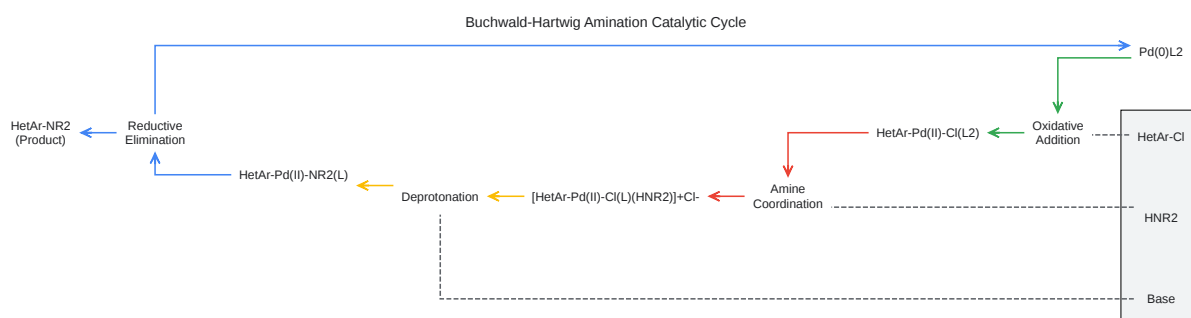 Buchwald-Hartwig Amination Catalytic Cycle
Pd(0)L2
HetAr-NR2
(Product)
Reductive
Elimination
HetAr-Pd(II)-Cl(L2)
Oxidative
Addition
HetAr-Cl
HetAr-Pd(II)-NR2(L)
Deprotonation
[HetAr-Pd(II)-Cl(L)(HNR2)]+Cl-
Amine
Coordination
HNR2
Base